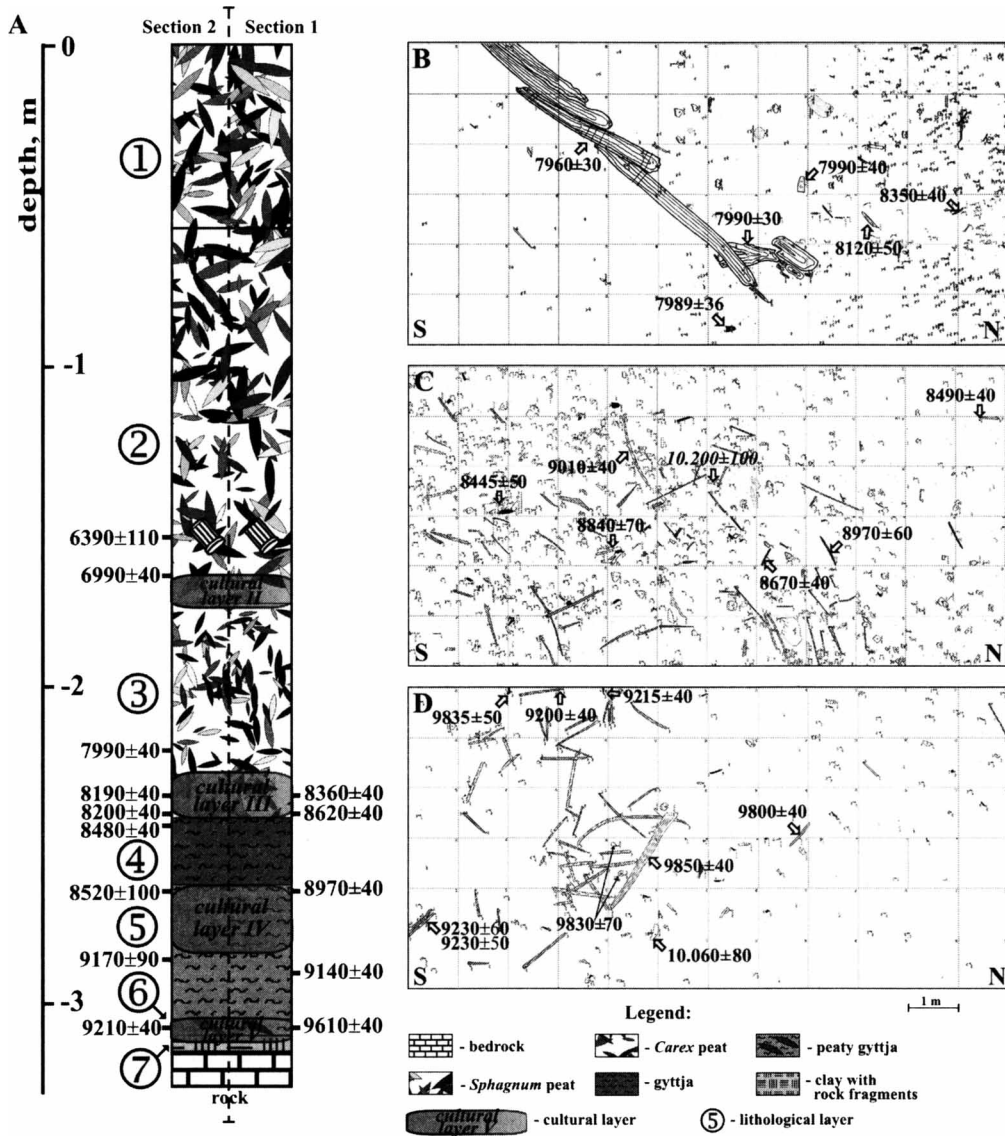 A
Section 2 Section 1
depth, m
0
-1
-2
-3
1
2
3
4
5
6
7
6390±110
6990±40
cultural layer II
7990±40
cultural layer III
8190±40
8200±40
8480±40
8360±40
8620±40
8520±100
8970±40
cultural layer IV
9170±90
9140±40
9210±40
9610±40
cultural
rock
B
7960±30
7990±40
8350±40
7990±30
8120±50
7989±36
S
N
C
8490±40
9010±40
10.200±100
8445±50
8840±70
8970±60
8670±40
S
N
D
9835±50
9200±40
9215±40
9800±40
9850±40
9830±70
9230±60
9230±50
10.060±80
S
N
1 m
Legend:
- bedrock
- Carex peat
- peaty gyttja
- Sphagnum peat
- gyttja
- clay with
rock fragments
cultural layer V
- cultural layer
5 - lithological layer